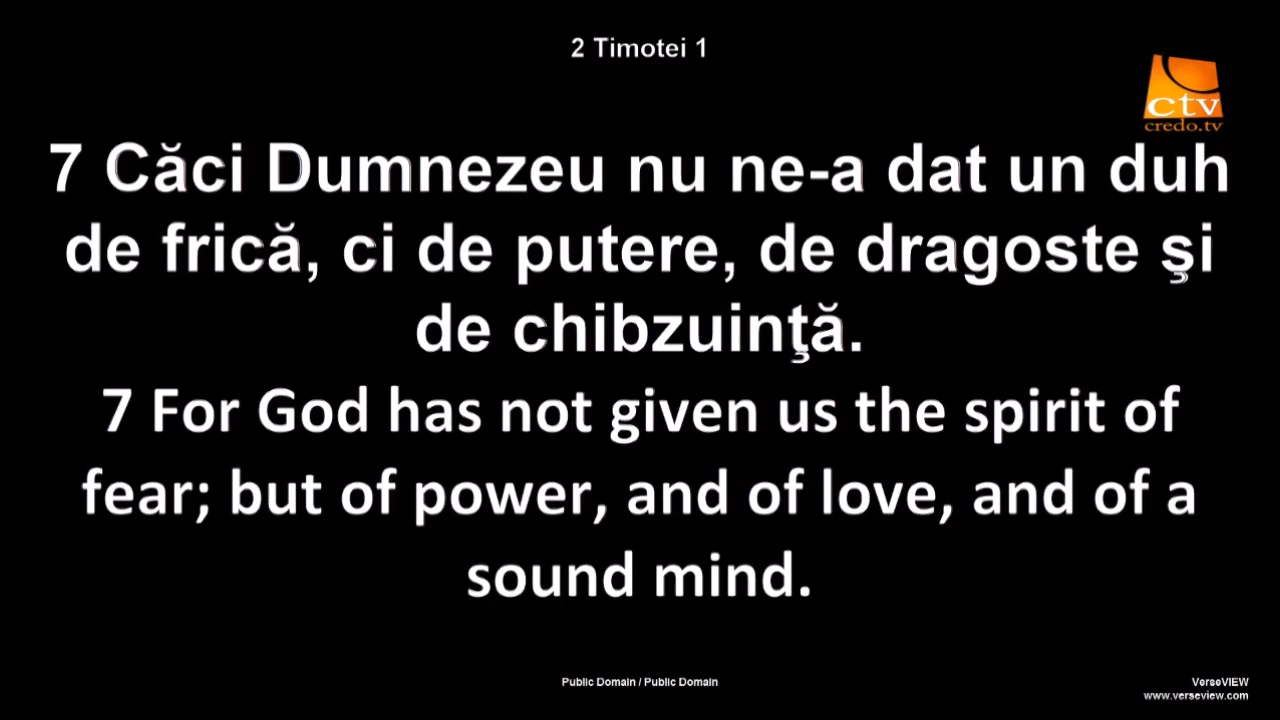 2 Timotei 1
ctv
credo.tv
7 Căci Dumnezeu nu ne-a dat un duh
de frică, ci de putere, de dragoste şi
de chibzuinţă.
7 For God has not given us the spirit of
fear; but of power, and of love, and of a
sound mind.
Public Domain / Public Domain
VerseVIEW
www.verseview.com